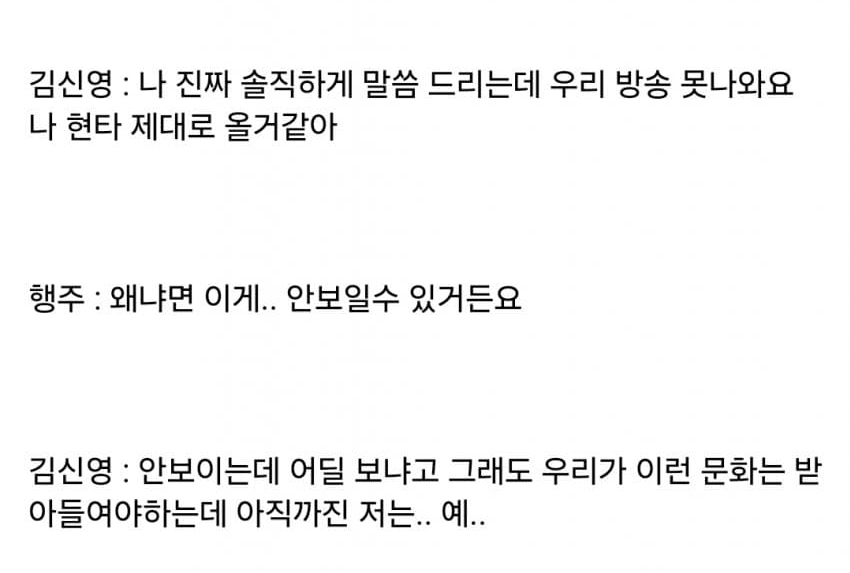 김신영 : 나 진짜 솔직하게 말씀 드리는데 우리 방송 못나와요
나 현타 제대로 올거같아
행주 : 왜냐면 이게.. 안보일수 있거든요
김신영 : 안보이는데 어딜 보냐고 그래도 우리가 이런 문화는 받
아들여야하는데 아직까진 저는.. 예..